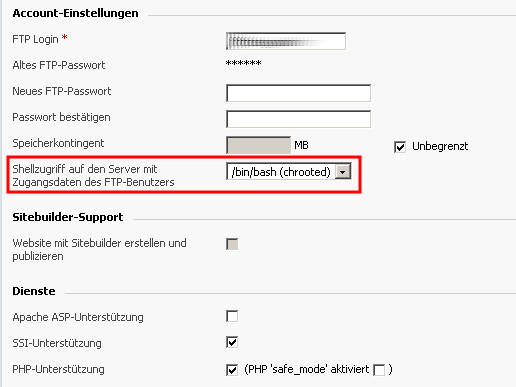 Account-Einstellungen
FTP Login *
Altes FTP-Passwort ******
Neues FTP-Passwort
Passwort bestätigen
Speicherkontingent MB Unbegrenzt
Shellzugriff auf den Server mit
Zugangsdaten des FTP-Benutzers
/bin/bash (chrooted)
Sitebuilder-Support
Website mit Sitebuilder erstellen und
publizieren
Dienste
Apache ASP-Unterstützung
SSI-Unterstützung
PHP-Unterstützung (PHP 'safe_mode' aktiviert )